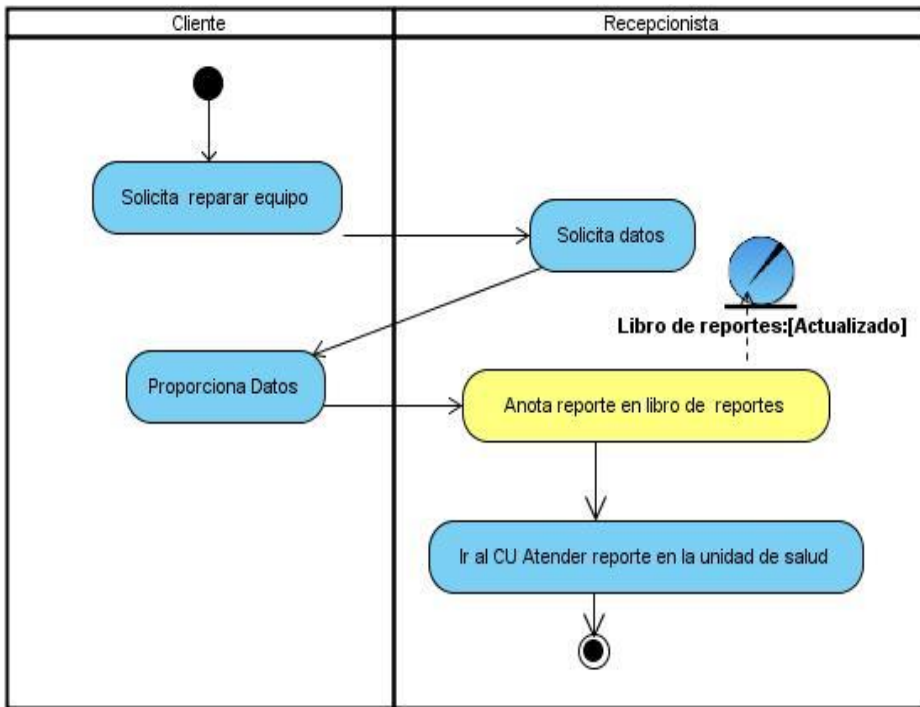 Cliente
Recepcionista
Solicita reparar equipo
Solicita datos
Libro de reportes:[Actualizado]
Proporciona Datos
Anota reporte en libro de reportes
Ir al CU Atender reporte en la unidad de salud